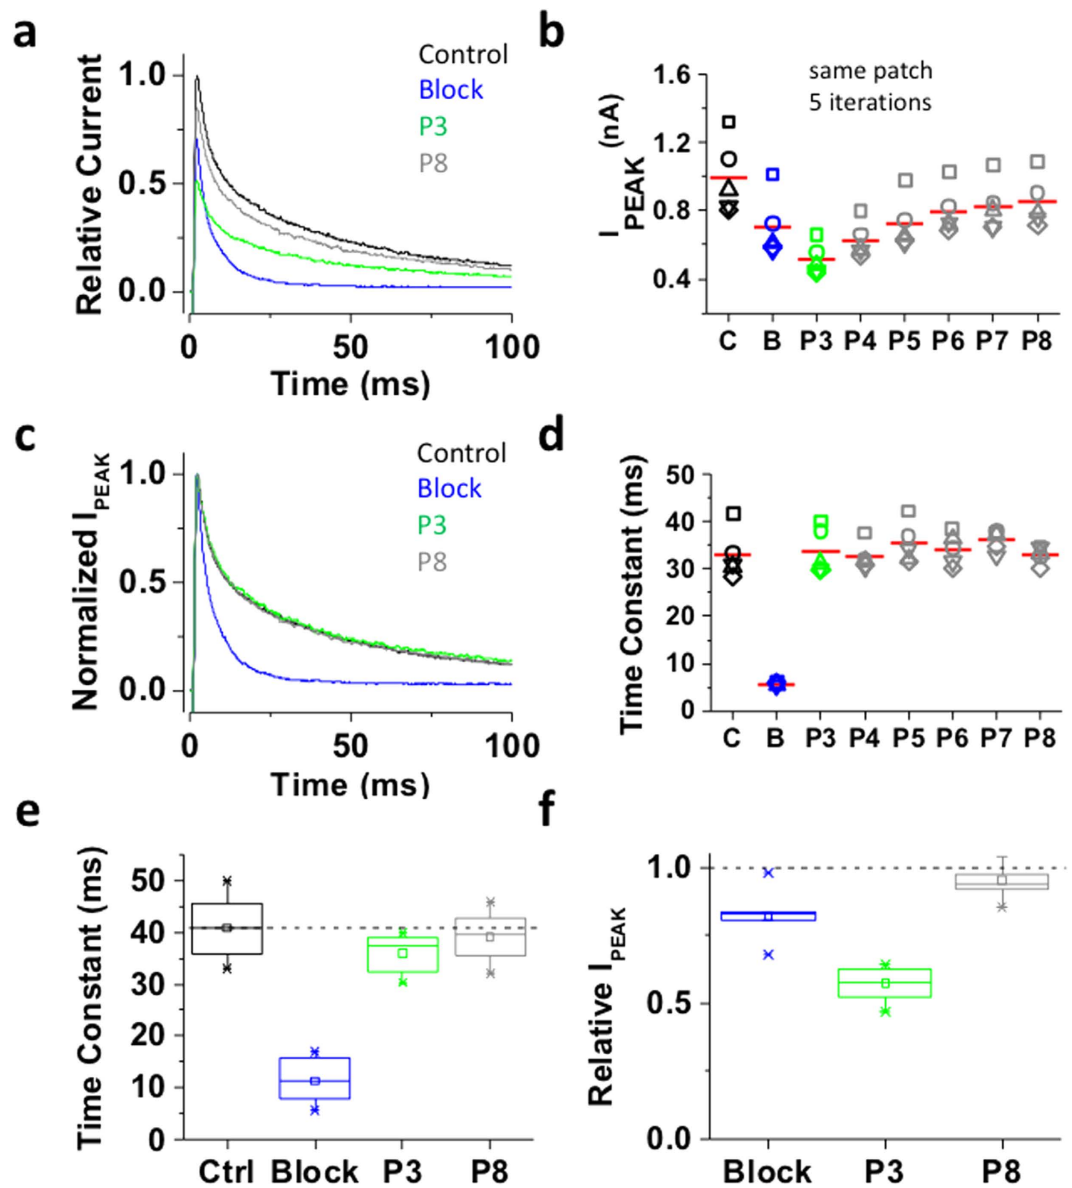 a
Relative Current
1.0
0.5
0.0
Control
Block
P3
P8
0 50 100
Time (ms)
b
I PEAK (nA)
1.6
1.2
0.8
0.4
same patch
5 iterations
C B P3 P4 P5 P6 P7 P8
c
Normalized I PEAK
1.0
0.5
0.0
Control
Block
P3
P8
0 50 100
Time (ms)
d
Time Constant (ms)
50
40
30
20
10
0
C B P3 P4 P5 P6 P7 P8
e
Time Constant (ms)
50
40
30
20
10
0
Ctrl Block P3 P8
f
Relative I PEAK
1.0
0.5
0.0
Block P3 P8